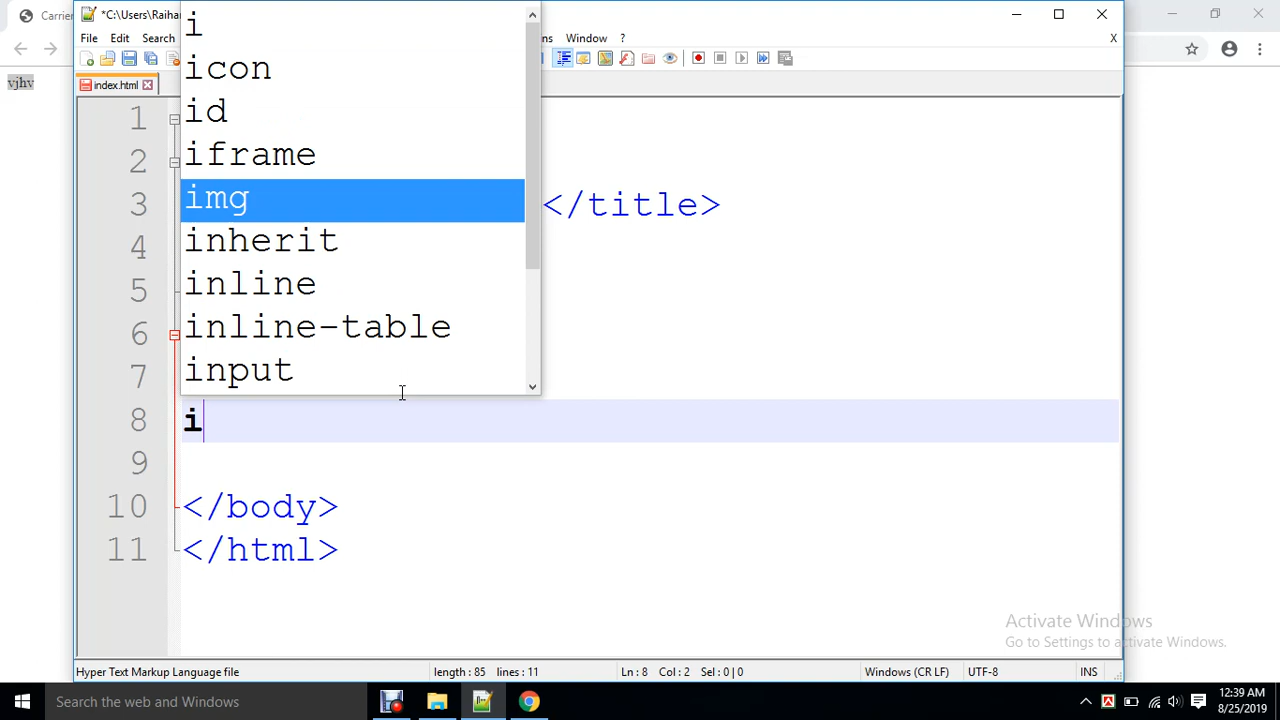 Carrier
vjhv
*C:\Users\Raihan
File Edit Search
ns Window ?
X
index.html
i
icon
id
iframe
img
inherit
inline
inline-table
input
1
2
3 </title>
4
5
6
7
8 i
9
10 </body>
11 </html>
Activate Windows
Go to Settings to activate Windows.
Hyper Text Markup Language file length : 85 lines : 11 Ln : 8 Col : 2 Sel : 0 | 0 Windows (CR LF) UTF-8 INS
Search the web and Windows
12:39 AM
8/25/2019